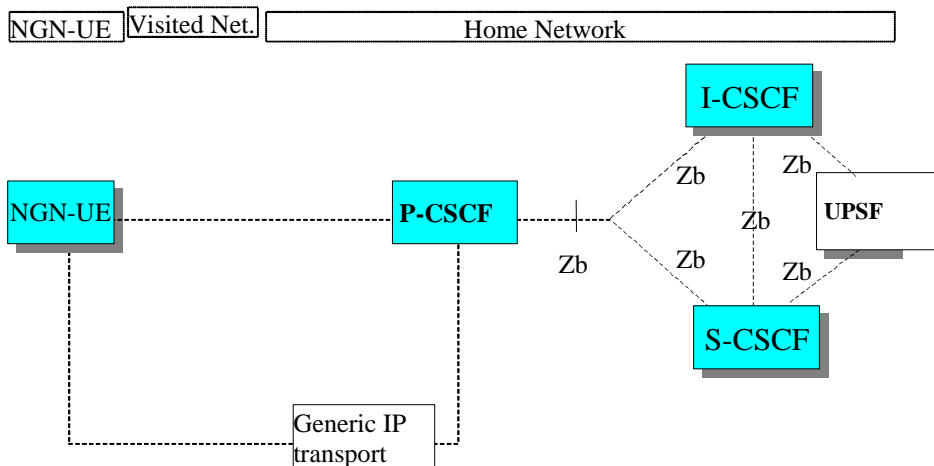 NGN-UE
Visited Net.
Home Network
I-CSCF
Zb
Zb
NGN-UE
P-CSCF
Zb
UPSF
Zb
Zb
Zb
S-CSCF
Generic IP
transport